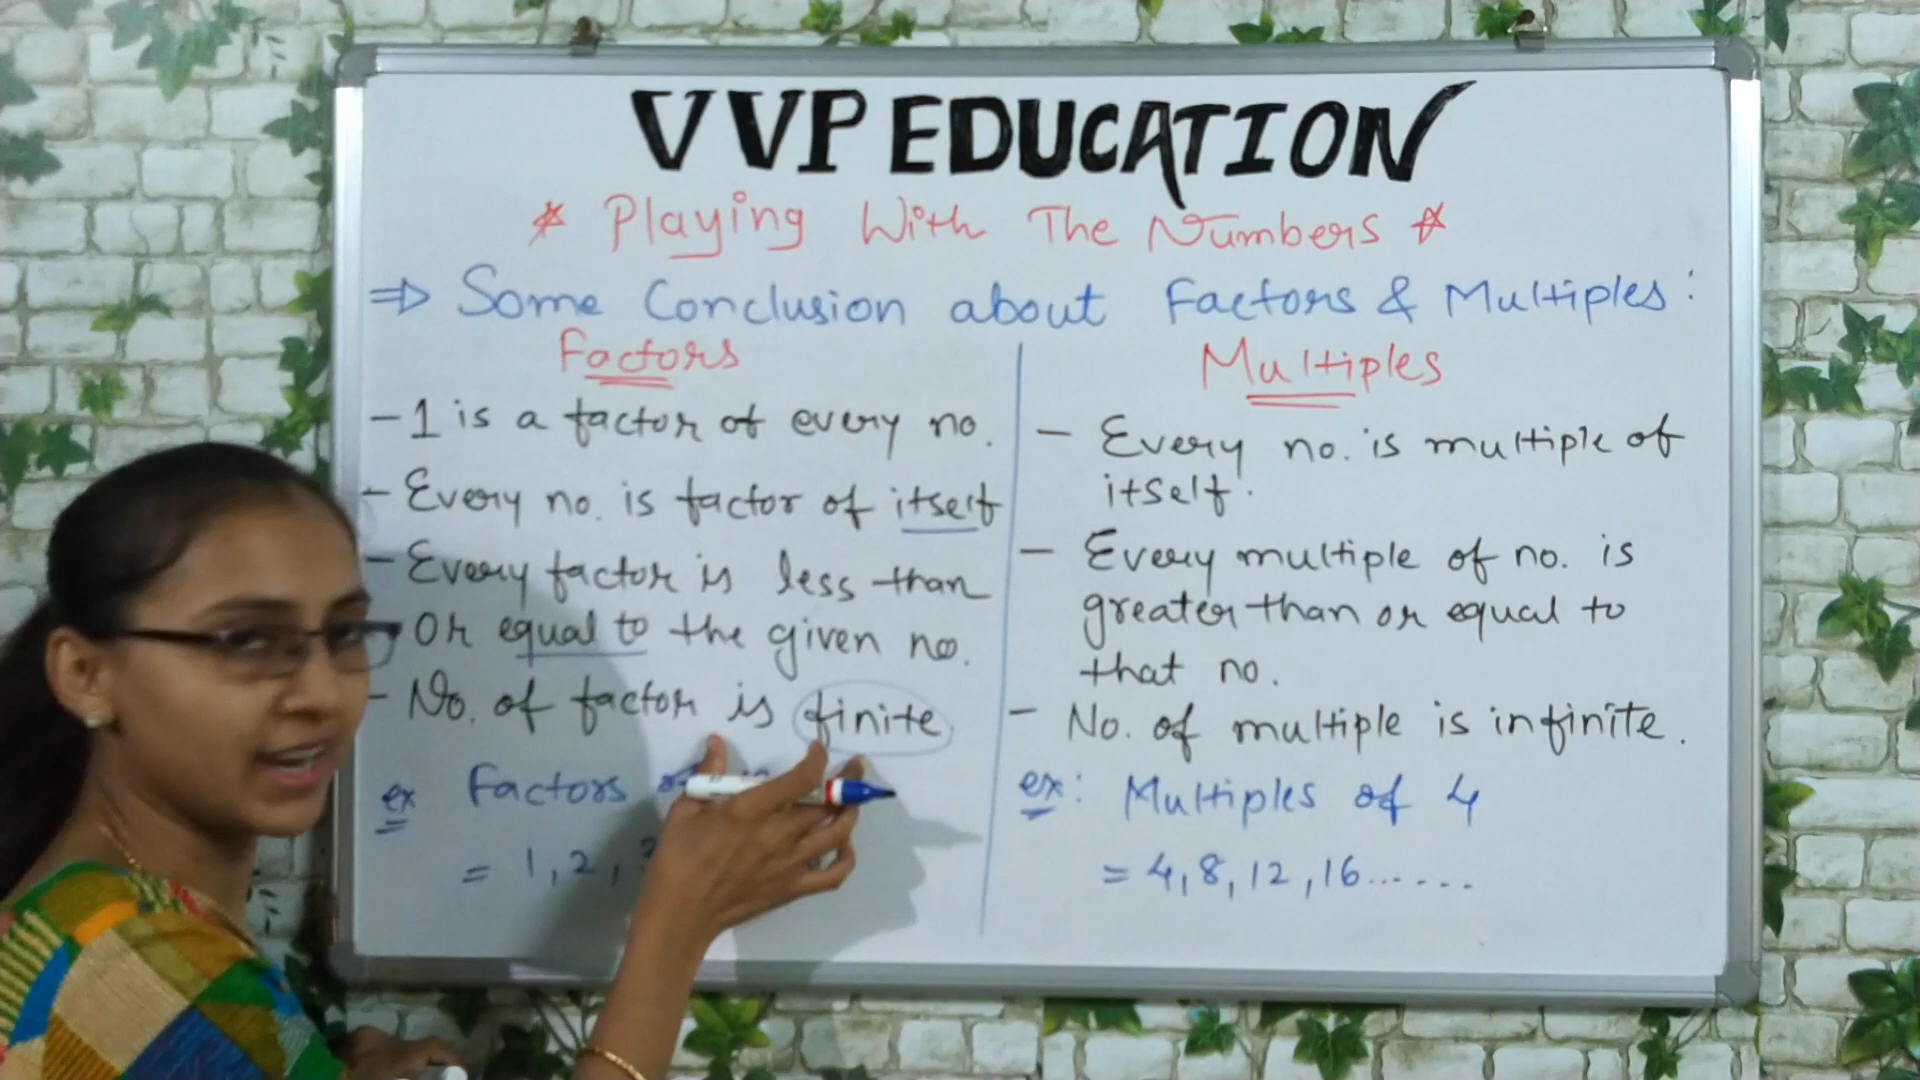 VVP EDUCATION
* Playing With The Numbers *
⇒ Some Conclusion about Factors & Multiples:
Factors
- 1 is a factor of every no.
- Every no. is factor of itself
- Every factor is less than
or equal to the given no.
- No. of factor is finite.
ex Factors
= 1, 2,
Multiples
- Every no. is multiple of
itself.
- Every multiple of no. is
greater than or equal to
that no.
- No. of multiple is infinite.
ex: Multiples of 4
= 4, 8, 12, 16......